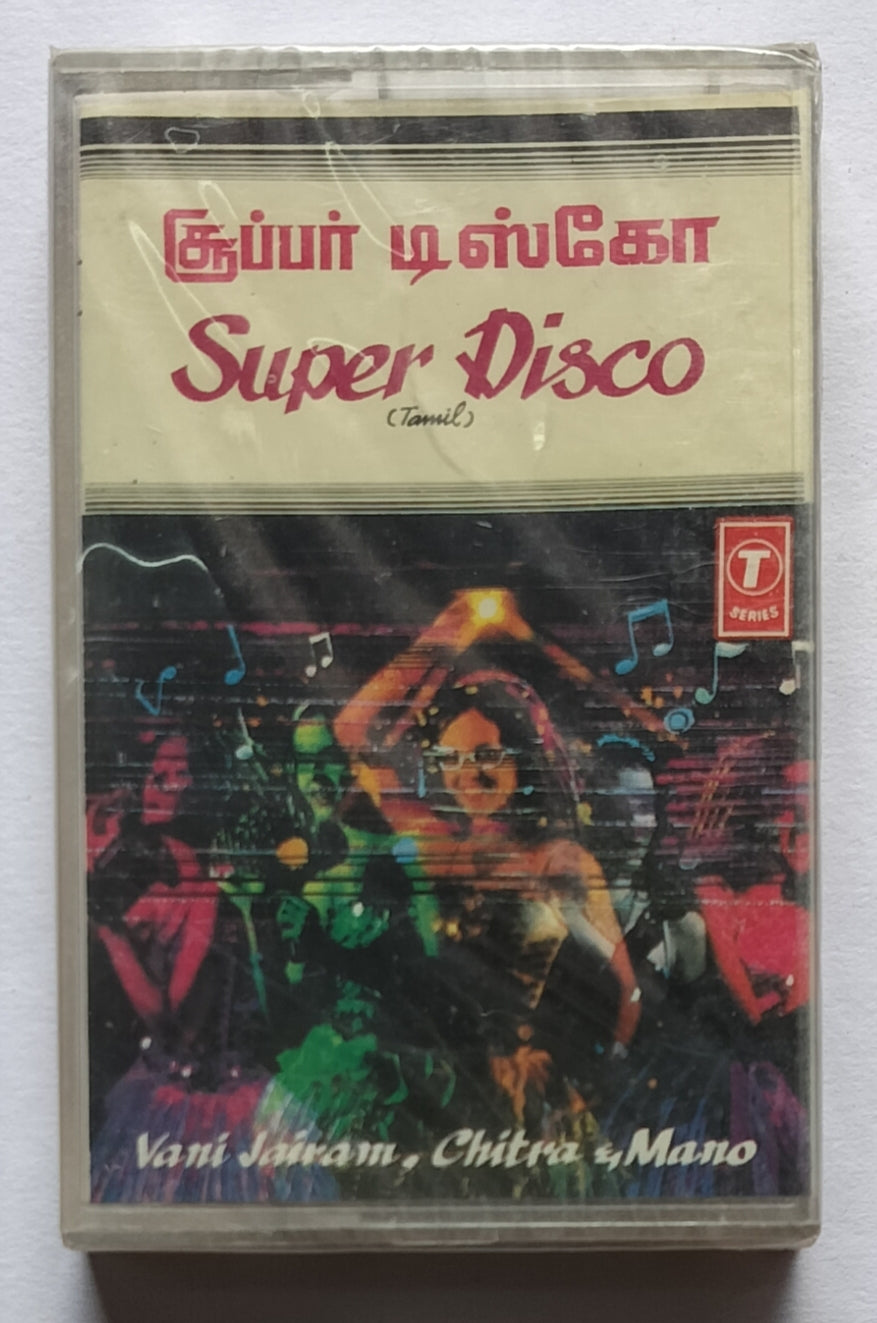 சூப்பர் டிஸ்கோ
Super Disco
(Tamil)
T
SERIES
Vani Jairam, Chitra & Mano